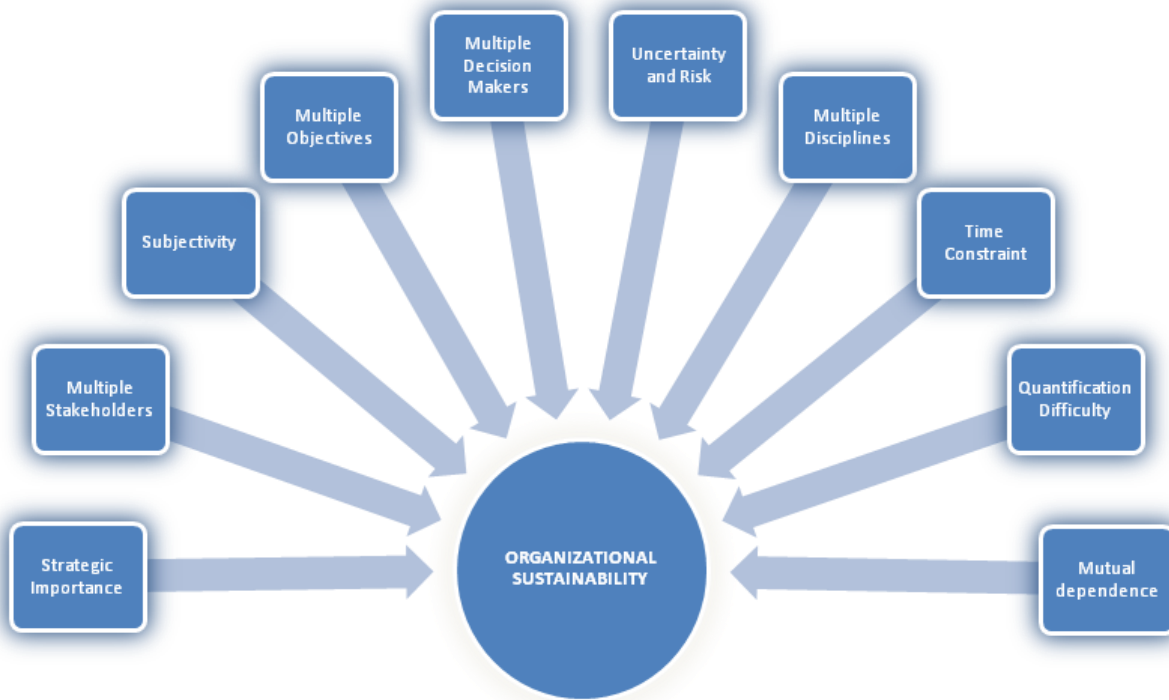 Multiple
Decision
Makers
Uncertainty
and Risk
Multiple
Objectives
Multiple
Disciplines
Subjectivity
Time
Constraint
Multiple
Stakeholders
Quantification
Difficulty
Strategic
Importance
ORGANIZATIONAL
SUSTAINABILITY
Mutual
dependence